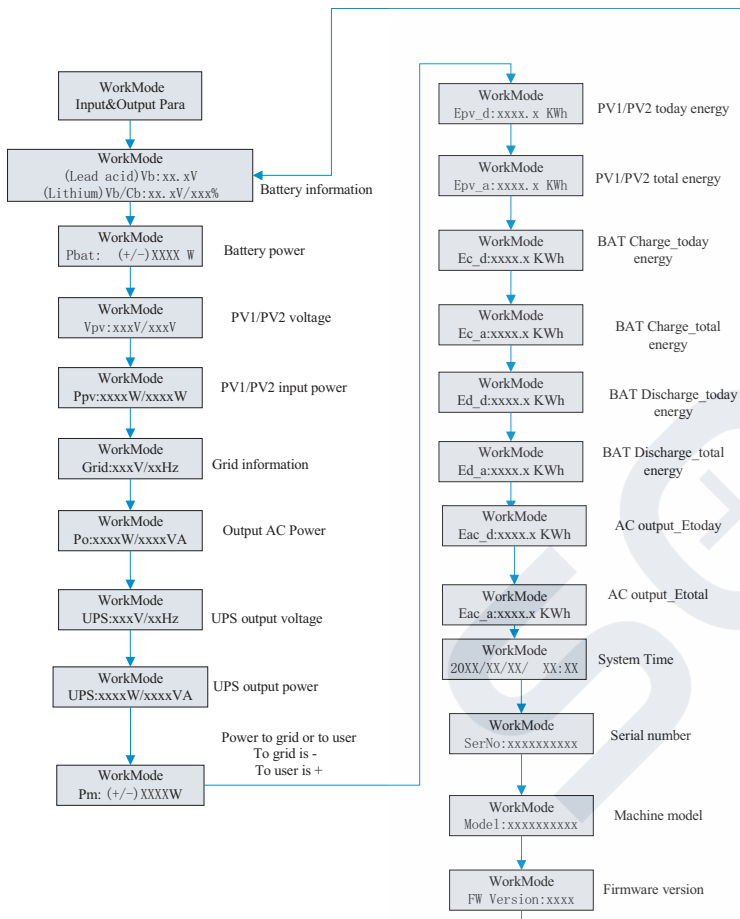 WorkMode
Input&Output Para
WorkMode
(Lead acid)Vb:xx.xV
(Lithium)Vb/Cb:xx.xV/xxx%
Battery information
WorkMode
Pbat: (+/-)XXXX W
Battery power
WorkMode
Vpv:xxxV/xxxV
PV1/PV2 voltage
WorkMode
Ppv:xxxxW/xxxxW
PV1/PV2 input power
WorkMode
Grid:xxxV/xxHz
Grid information
WorkMode
Po:xxxxW/xxxxVA
Output AC Power
WorkMode
UPS:xxxV/xxHz
UPS output voltage
WorkMode
UPS:xxxxW/xxxxVA
UPS output power
Power to grid or to user
To grid is -
To user is +
WorkMode
Pm: (+/-)XXXXW
WorkMode
Epv_d:xxxx.x KWh
PV1/PV2 today energy
WorkMode
Epv_a:xxxx.x KWh
PV1/PV2 total energy
WorkMode
Ec_d:xxxx.x KWh
BAT Charge_today
energy
WorkMode
Ec_a:xxxx.x KWh
BAT Charge_total
energy
WorkMode
Ed_d:xxxx.x KWh
BAT Discharge_today
energy
WorkMode
Ed_a:xxxx.x KWh
BAT Discharge_total
energy
WorkMode
Eac_d:xxxx.x KWh
AC output_Etoday
WorkMode
Eac_a:xxxx.x KWh
AC output_Etotal
WorkMode
20XX/XX/XX/ XX:XX
System Time
WorkMode
SerNo:xxxxxxxxxx
Serial number
WorkMode
Model:xxxxxxxxxx
Machine model
WorkMode
FW Version:xxxx
Firmware version